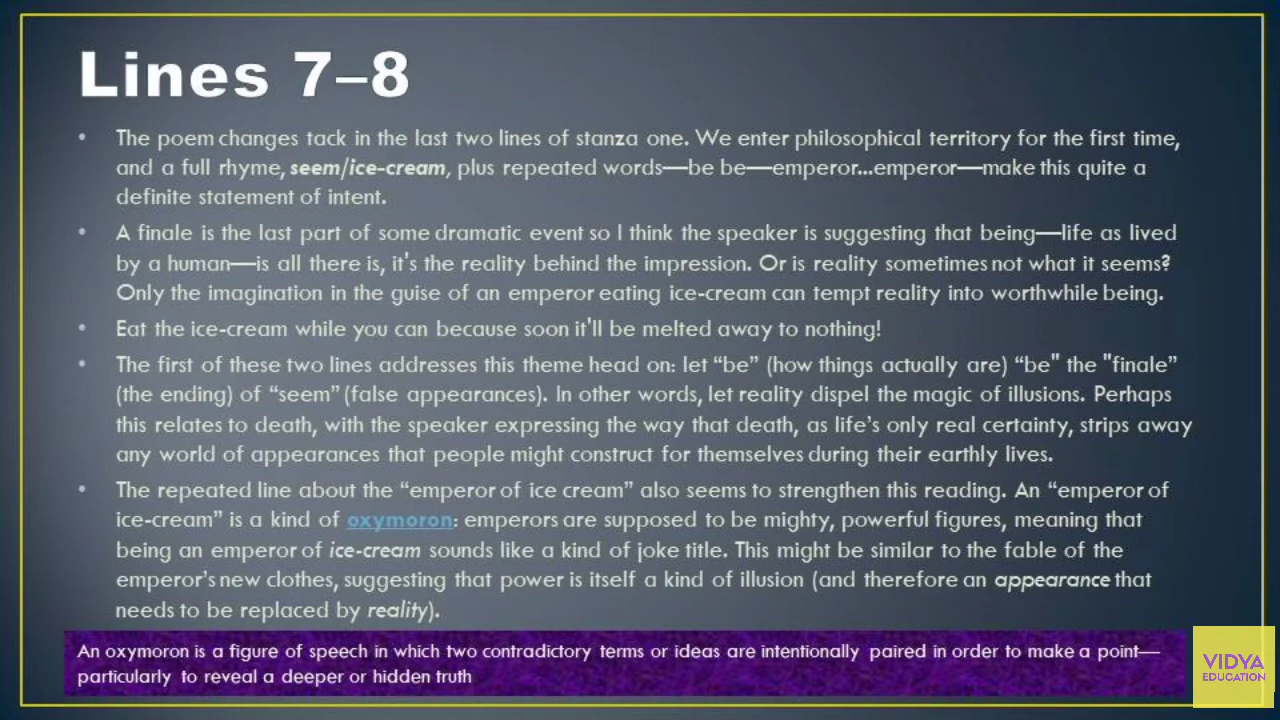 Lines 7–8
• The poem changes tack in the last two lines of stanza one. We enter philosophical territory for the first time,
and a full rhyme, seem/ice-cream, plus repeated words—be be—emperor...emperor—make this quite a
definite statement of intent.
• A finale is the last part of some dramatic event so I think the speaker is suggesting that being—life as lived
by a human—is all there is, it's the reality behind the impression. Or is reality sometimes not what it seems?
Only the imagination in the guise of an emperor eating ice-cream can tempt reality into worthwhile being.
• Eat the ice-cream while you can because soon it'll be melted away to nothing!
• The first of these two lines addresses this theme head on: let “be” (how things actually are) “be" the "finale”
(the ending) of “seem” (false appearances). In other words, let reality dispel the magic of illusions. Perhaps
this relates to death, with the speaker expressing the way that death, as life’s only real certainty, strips away
any world of appearances that people might construct for themselves during their earthly lives.
• The repeated line about the “emperor of ice cream” also seems to strengthen this reading. An “emperor of
ice-cream” is a kind of oxymoron: emperors are supposed to be mighty, powerful figures, meaning that
being an emperor of ice-cream sounds like a kind of joke title. This might be similar to the fable of the
emperor’s new clothes, suggesting that power is itself a kind of illusion (and therefore an appearance that
needs to be replaced by reality).
An oxymoron is a figure of speech in which two contradictory terms or ideas are intentionally paired in order to make a point—
particularly to reveal a deeper or hidden truth
VIDYA
EDUCATION